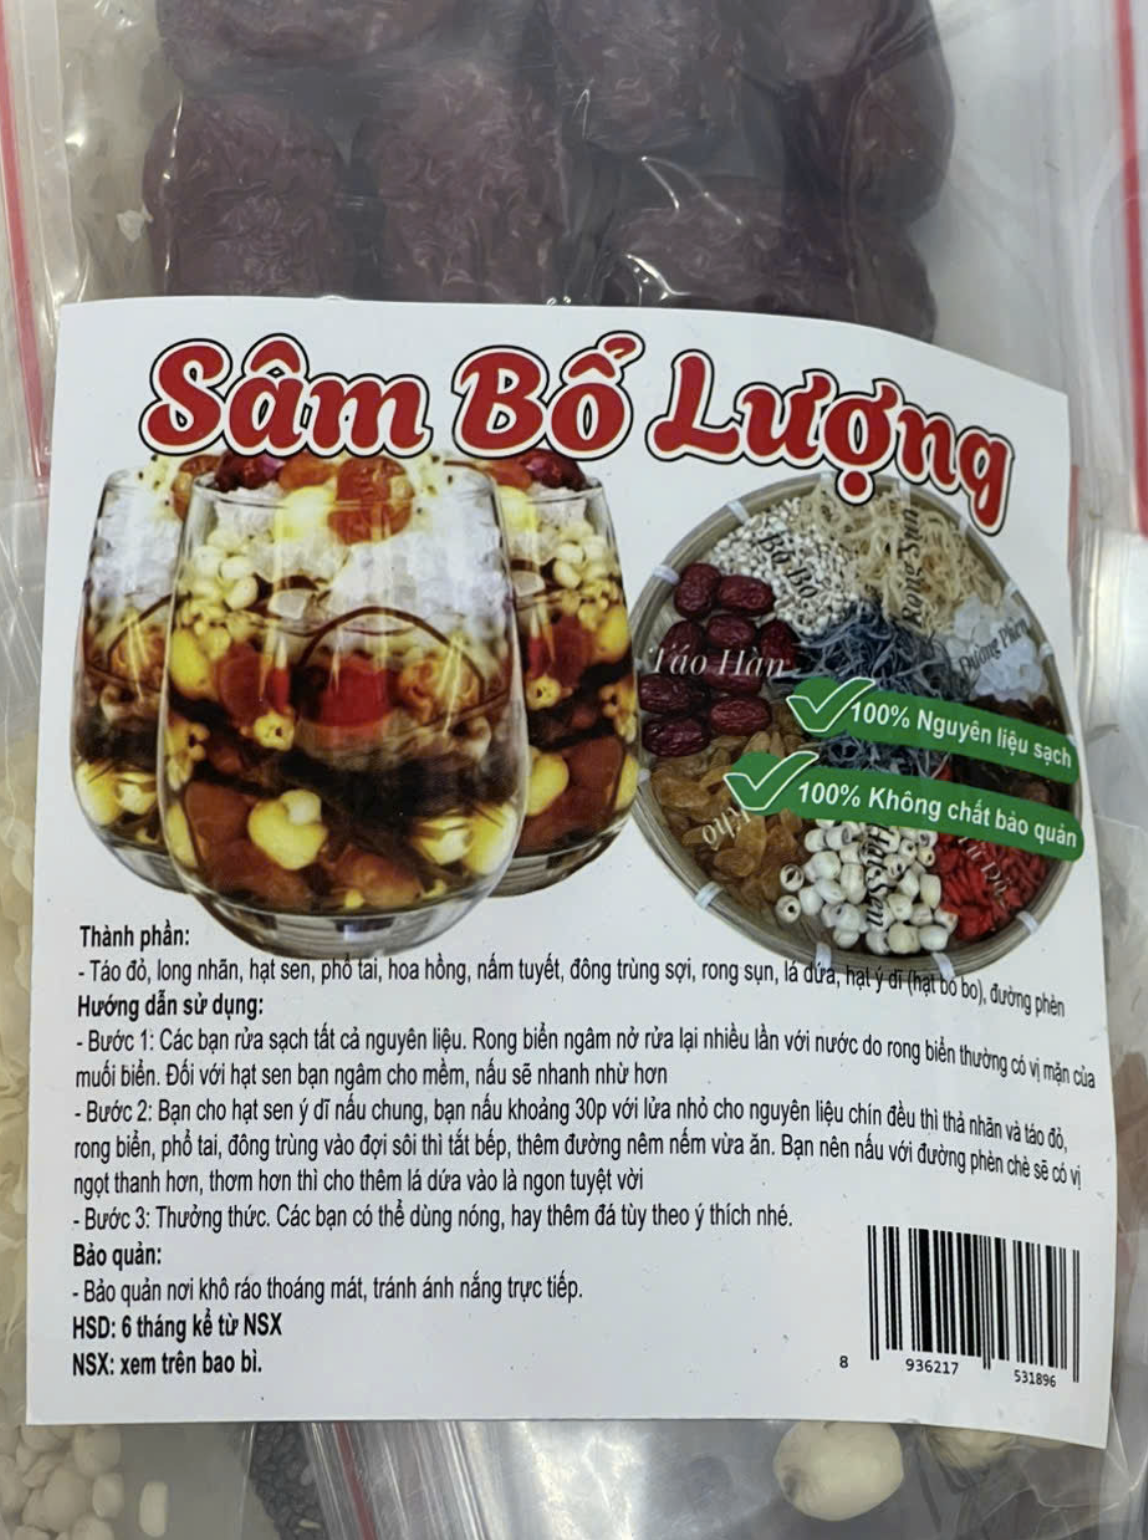 Sâm Bổ Lượng
Bo Bo
Rong Sụn
Táo Hàn
Đường Phèn
100% Nguyên liệu sạch
100% Không chất bảo quản
Hạt Sen
Thành phần:
- Táo đỏ, long nhãn, hạt sen, phổ tai, hoa hồng, nấm tuyết, đông trùng sợi, rong sụn, lá dứa, hạt ý dĩ (hạt bo bo), đường phèn
Hướng dẫn sử dụng:
- Bước 1: Các bạn rửa sạch tất cả nguyên liệu. Rong biển ngâm nở rửa lại nhiều lần với nước do rong biển thường có vị mặn của
muối biển. Đối với hạt sen bạn ngâm cho mềm, nấu sẽ nhanh nhừ hơn
- Bước 2: Bạn cho hạt sen ý dĩ nấu chung, bạn nấu khoảng 30p với lửa nhỏ cho nguyên liệu chín đều thì thả nhãn và táo đỏ,
rong biển, phổ tai, đông trùng vào đợi sôi thì tắt bếp, thêm đường nêm nếm vừa ăn. Bạn nên nấu với đường phèn chè sẽ có vị
ngọt thanh hơn, thơm hơn thì cho thêm lá dứa vào là ngon tuyệt vời
- Bước 3: Thưởng thức. Các bạn có thể dùng nóng, hay thêm đá tùy theo ý thích nhé.
Bảo quản:
- Bảo quản nơi khô ráo thoáng mát, tránh ánh nắng trực tiếp.
HSD: 6 tháng kể từ NSX
NSX: xem trên bao bì.
8 936217 531896